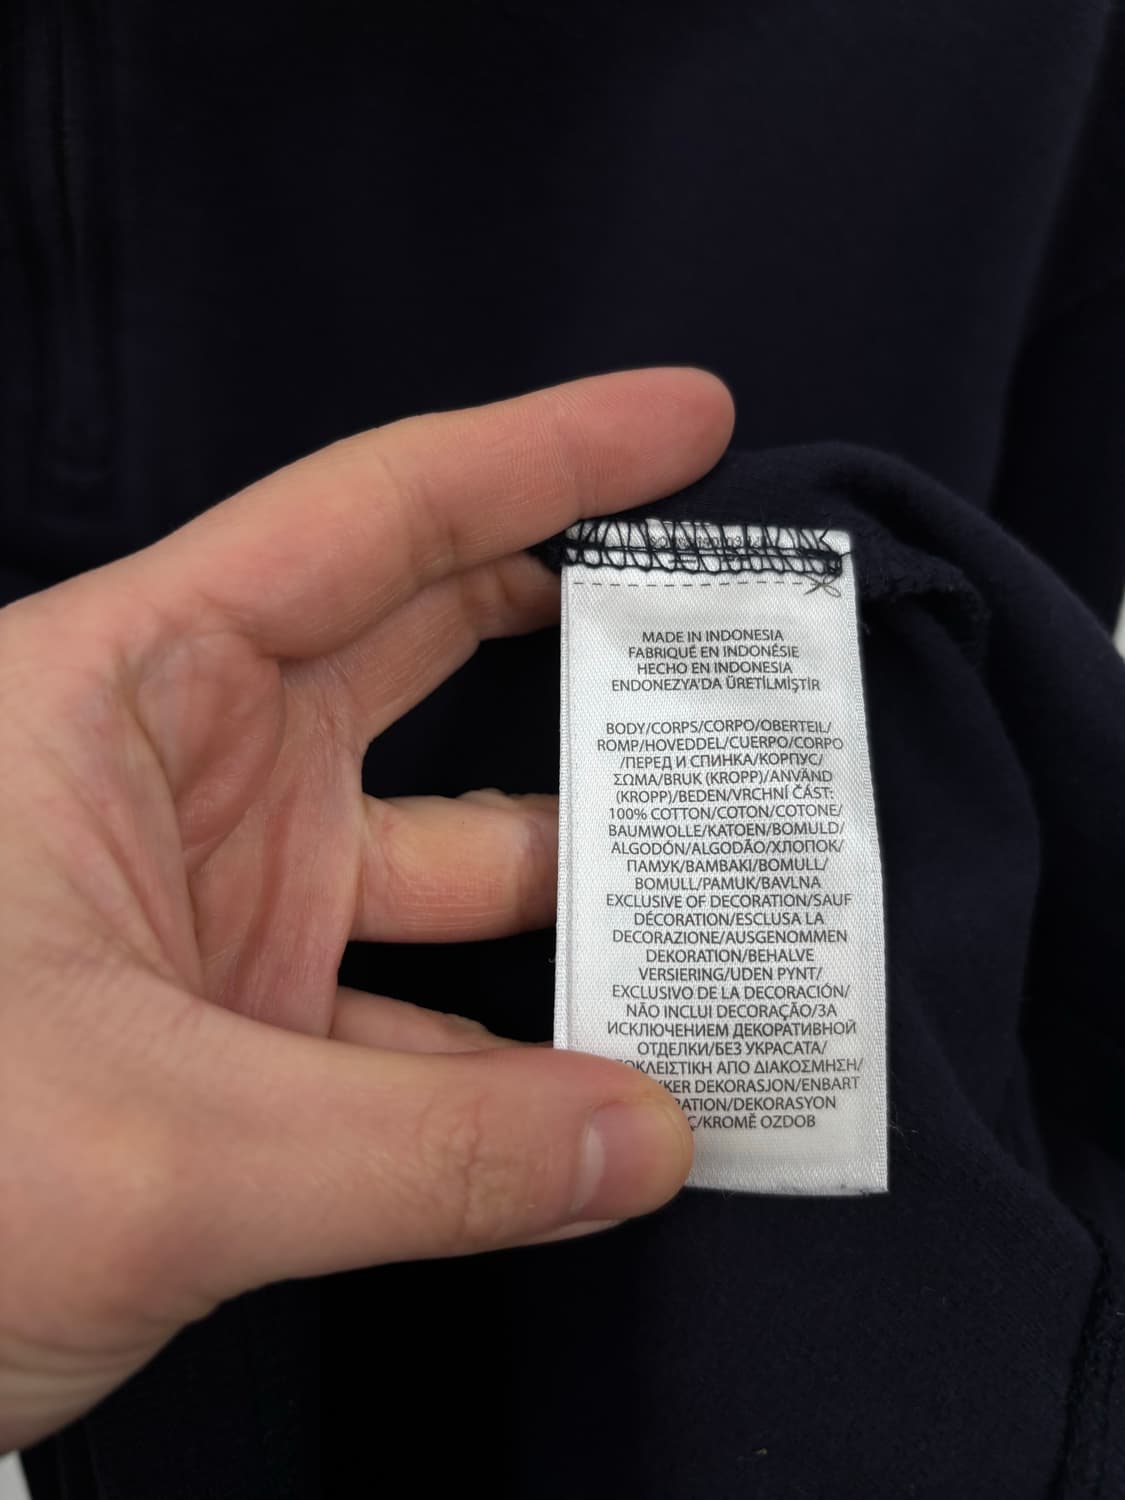 MADE IN INDONESIA
FABRIQUÉ EN INDONÉSIE
HECHO EN INDONESIA
ENDONEZYA'DA ÜRETİLMİŞTİR
BODY/CORPS/CORPO/OBERTEIL/
ROMP/HOVEDDEL/CUERPO/CORPO
/ПЕРЕД И СПИНКА/КОРПУС/
ΣΩΜΑ/BRUK (KROPP)/ANVÄND
(KROPP)/BEDEN/VRCHNÍ ČÁST:
100% COTTON/COTON/COTONE/
BAUMWOLLE/KATOEN/BOMULD/
ALGODÓN/ALGODÃO/ХЛОПОК/
ПАМУК/BAMBAKI/BOMULL/
BOMULL/PAMUK/BAVLNA
EXCLUSIVE OF DECORATION/SAUF
DÉCORATION/ESCLUSA LA
DECORAZIONE/AUSGENOMMEN
DEKORATION/BEHALVE
VERSIERING/UDEN PYNT/
EXCLUSIVO DE LA DECORACIÓN/
NÃO INCLUI DECORAÇÃO/ЗА
ИСКЛЮЧЕНИЕМ ДЕКОРАТИВНОЙ
ОТДЕЛКИ/БЕЗ УКРАСАТА/
ΑΠΟ ΔΙΑΚΟΣΜΗΣΗ/
DEKORASJON/ENBART
/DEKORASYON
/KROMĚ OZDOB